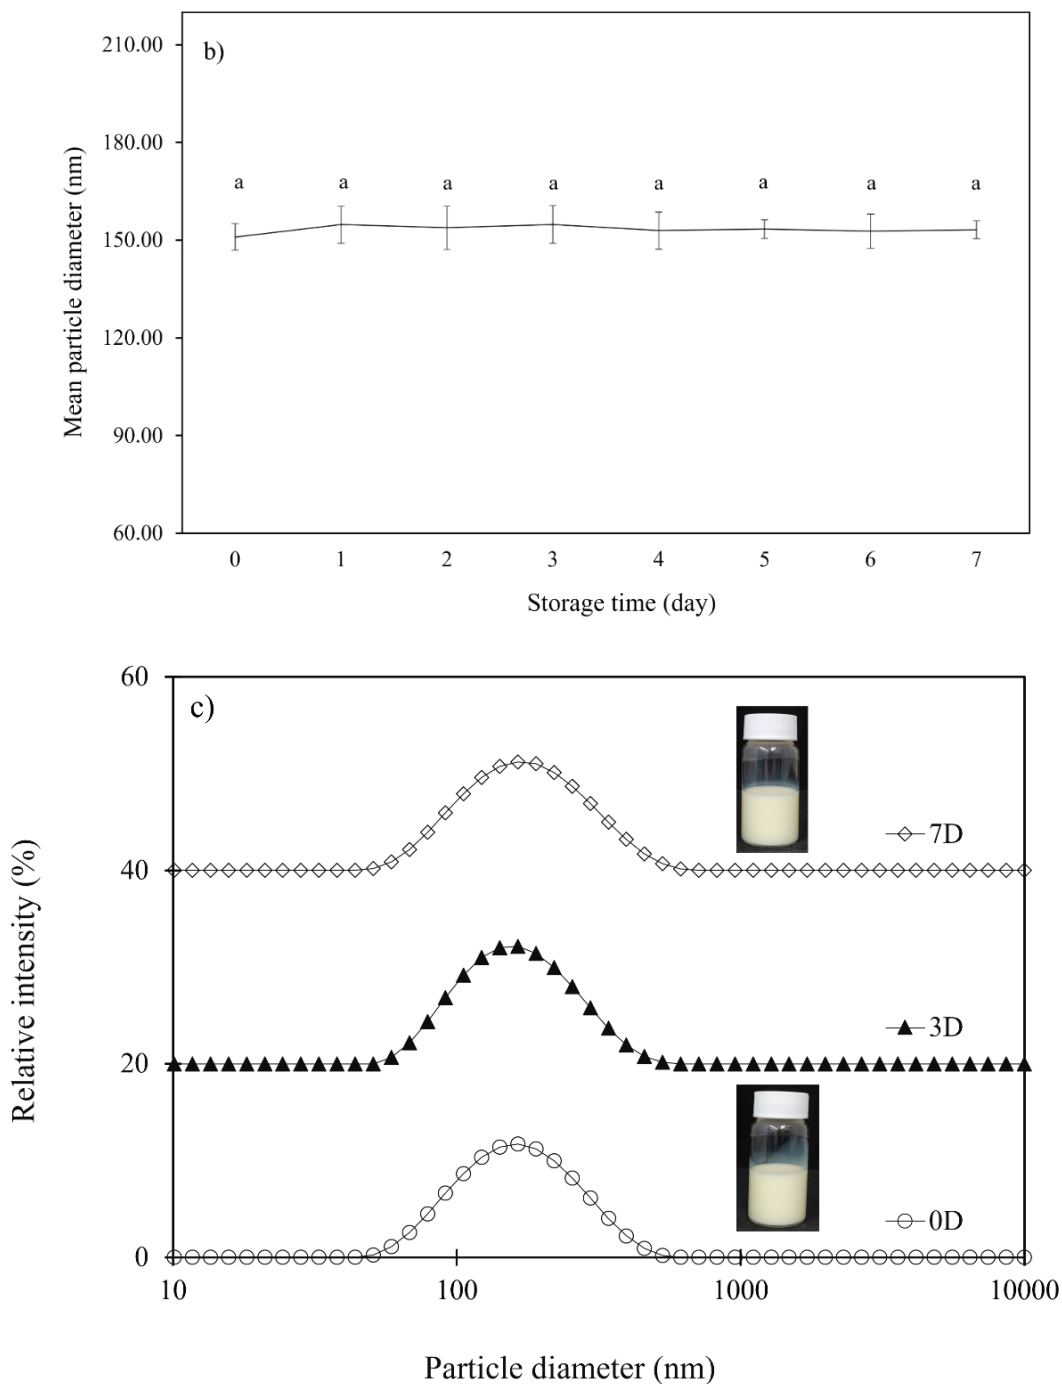 b)
Mean particle diameter (nm)
210.00
180.00
150.00
120.00
90.00
60.00
a a a a a a a a
0 1 2 3 4 5 6 7
Storage time (day)
c)
Relative intensity (%)
60
40
20
0
7D
3D
0D
10 100 1000 10000
Particle diameter (nm)